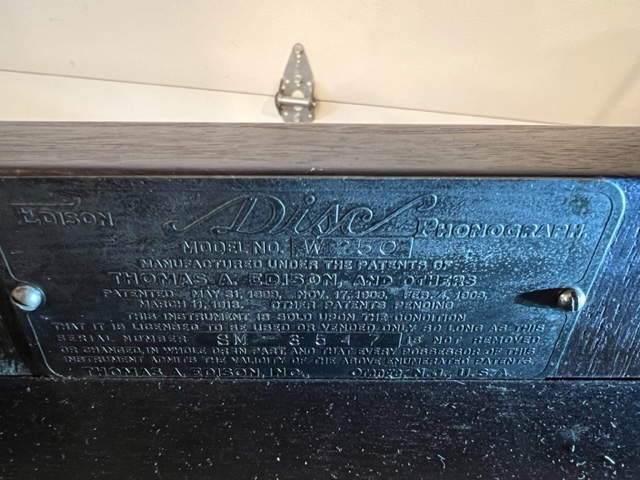 EDISON Disc PHONOGRAPH
MODEL NO. W 250
MANUFACTURED UNDER THE PATENTS OF
THOMAS A. EDISON, AND OTHERS
PATENTED MAY 31, 1898, NOV. 17, 1903, FEB. 4, 1908,
MARCH OTHER PATENTS PENDING
THIS INSTRUMENT IS SOLD UPON THE CONDITION
THAT IT IS LICENSED TO BE USED OR VENDED ONLY SO LONG AS THIS
SERIAL NUMBER SM-3547 IS NOT REMOVED
OR CHANGED, IN WHOLE OR IN PART, AND THAT EVERY POSSESSOR OF THIS
INSTRUMENT ADMITS THE VALIDITY OF THE ABOVE ENUMERATED PATENTS
THOMAS A. EDISON, INC., ORANGE, N.J., U.S.A.